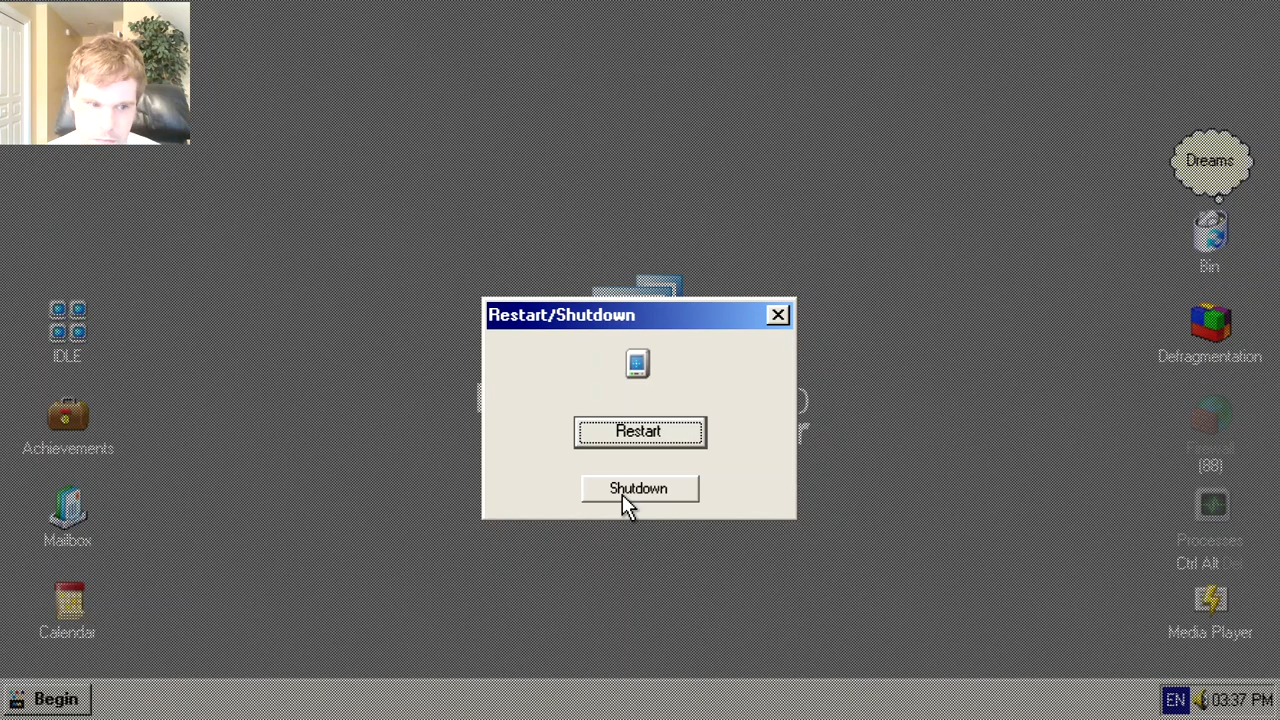 Dreams
Bin
IDLE
Defragmentation
Achievements
(88)
Mailbox
Processes
Ctrl Alt Del
Calendar
Media Player
Restart/Shutdown
Restart
Shutdown
Begin
EN
03:37 PM